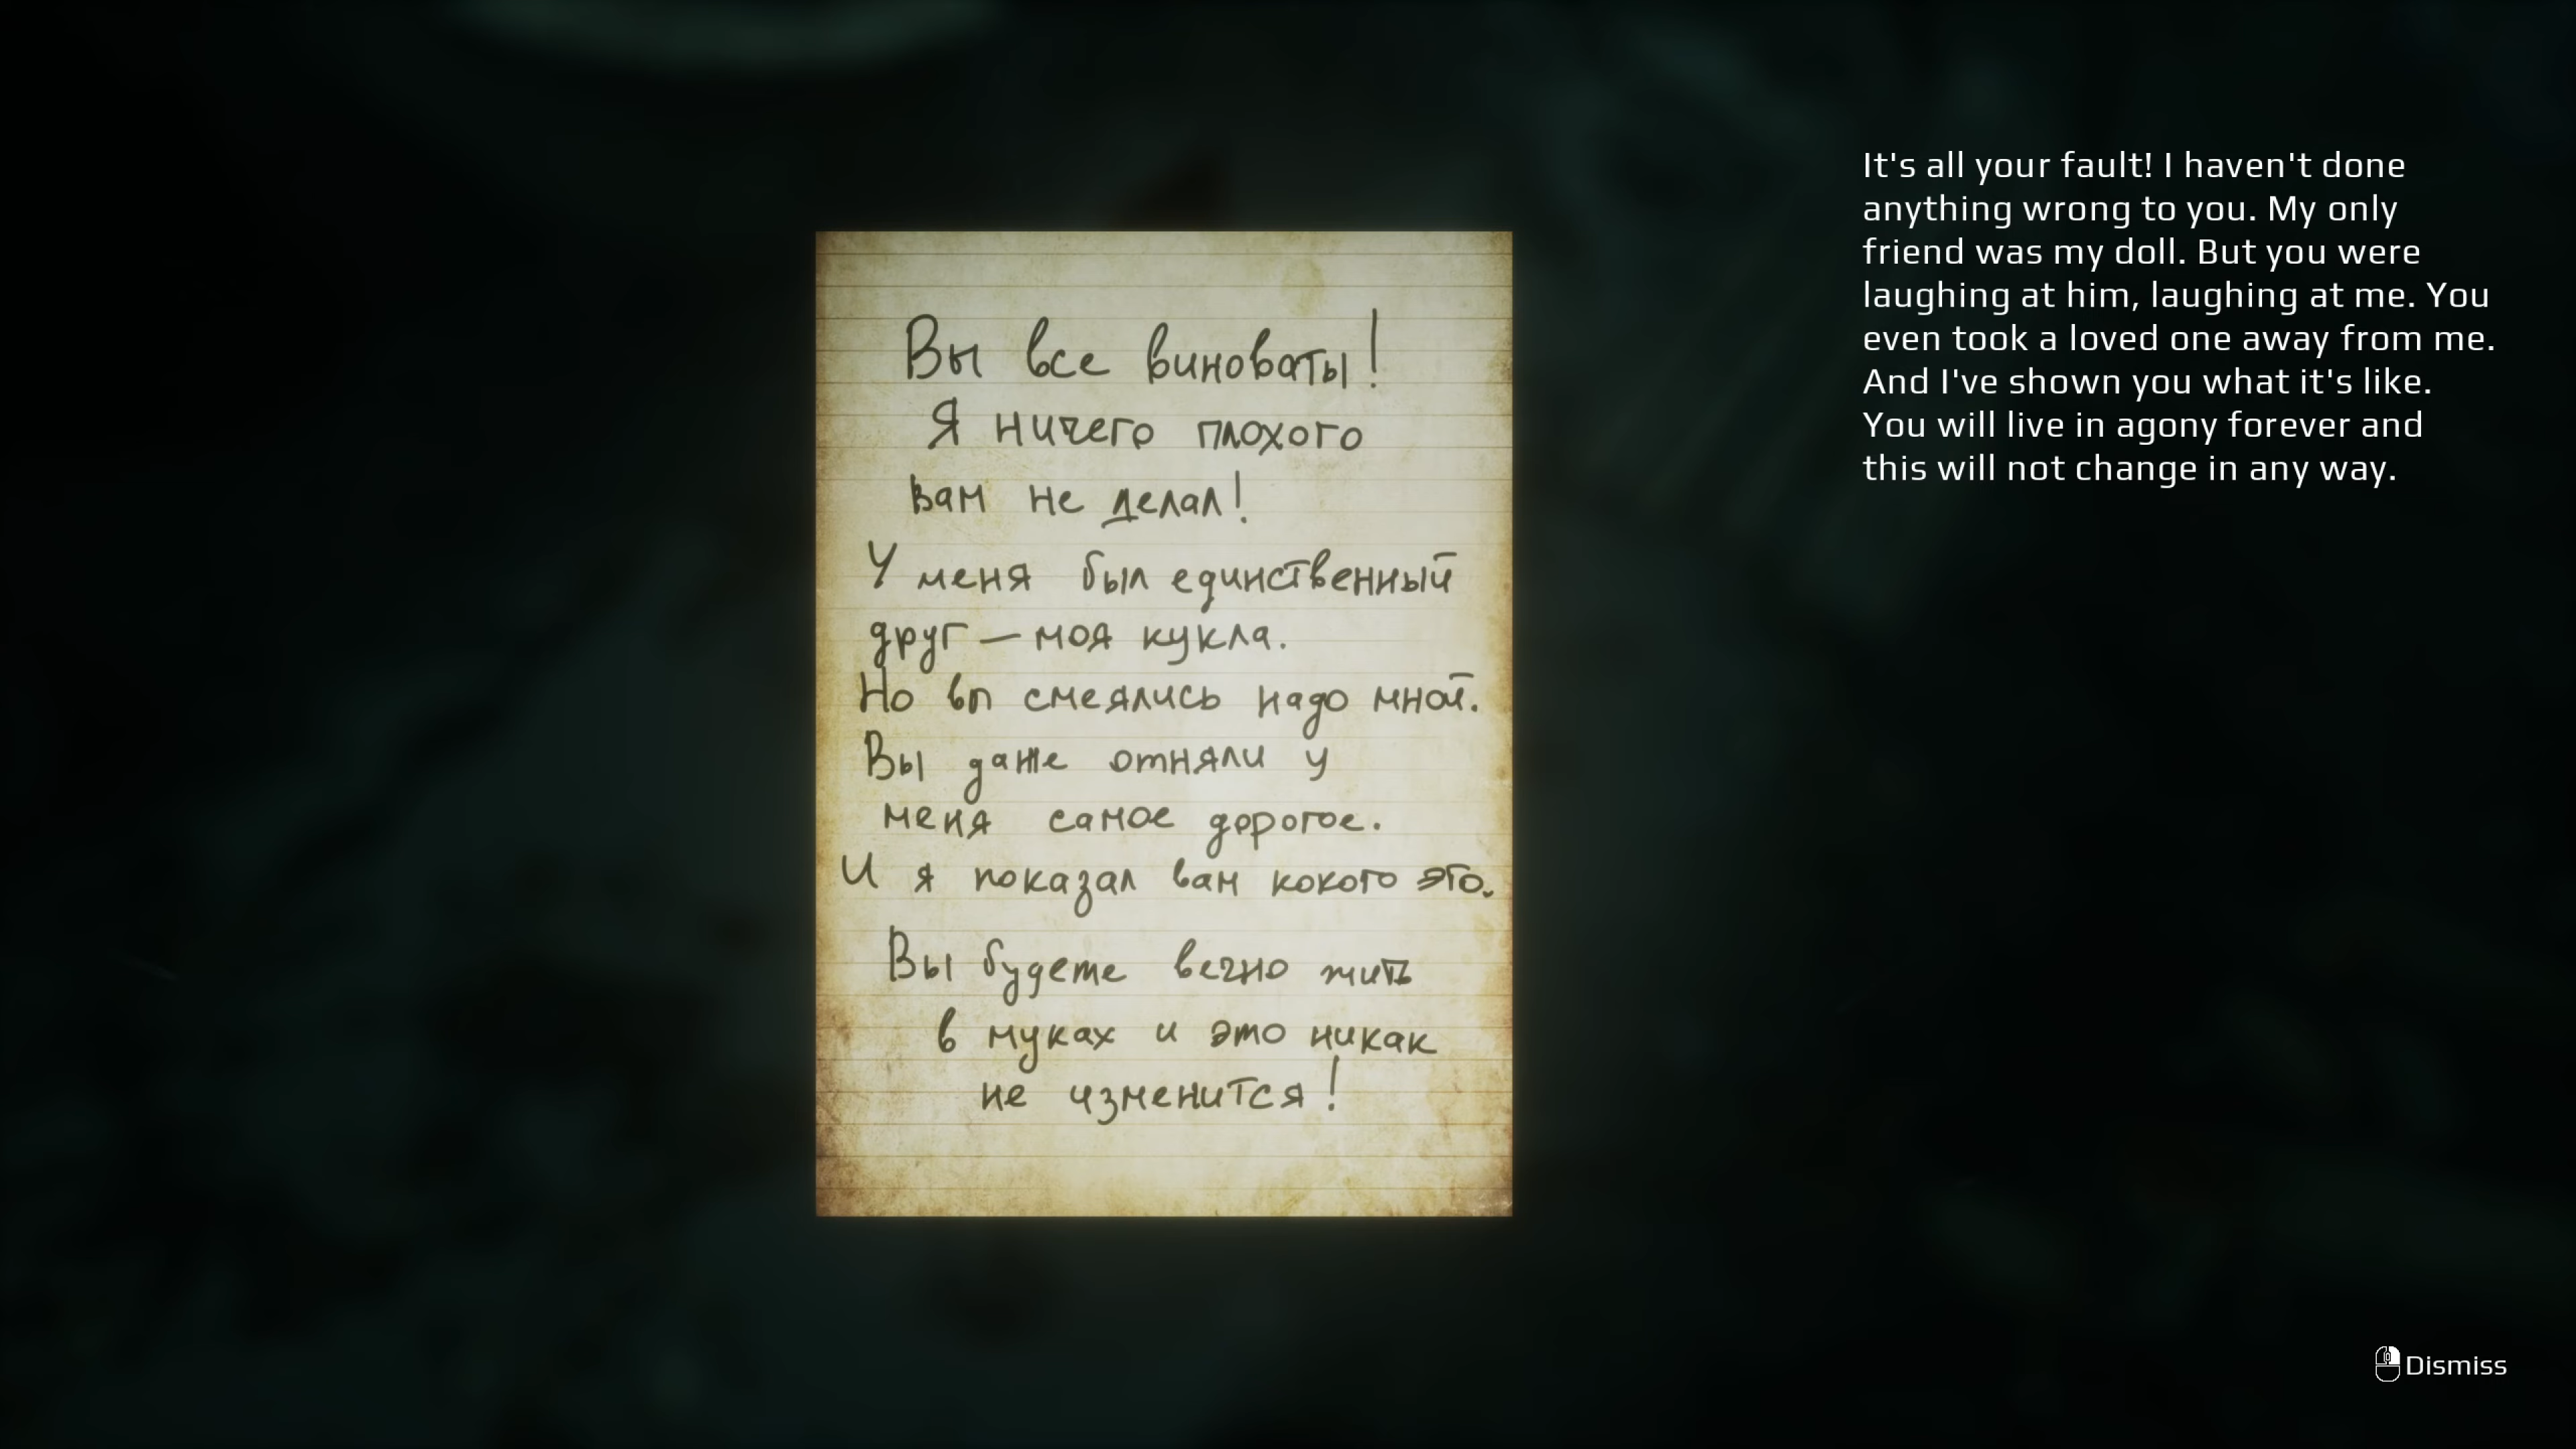 Вы все виноваты!
Я ничего плохого
вам не делал!
У меня был единственный
друг — моя кукла.
Но вы смеялись надо мной.
Вы даже отняли у
меня самое дорогое.
И я показал вам кокого это.
Вы будете вечно жить
в муках и это никак
не изменится!
It's all your fault! I haven't done
anything wrong to you. My only
friend was my doll. But you were
laughing at him, laughing at me. You
even took a loved one away from me.
And I've shown you what it's like.
You will live in agony forever and
this will not change in any way.
Dismiss